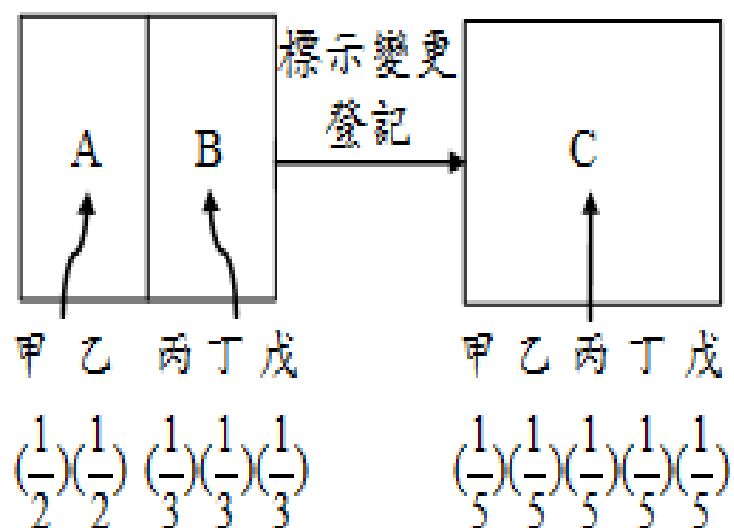 標示變更
登記
A B C
甲 乙 丙 丁 戊 甲 乙 丙 丁 戊
(1/2)(1/2) (1/3)(1/3)(1/3) (1/5)(1/5)(1/5)(1/5)(1/5)